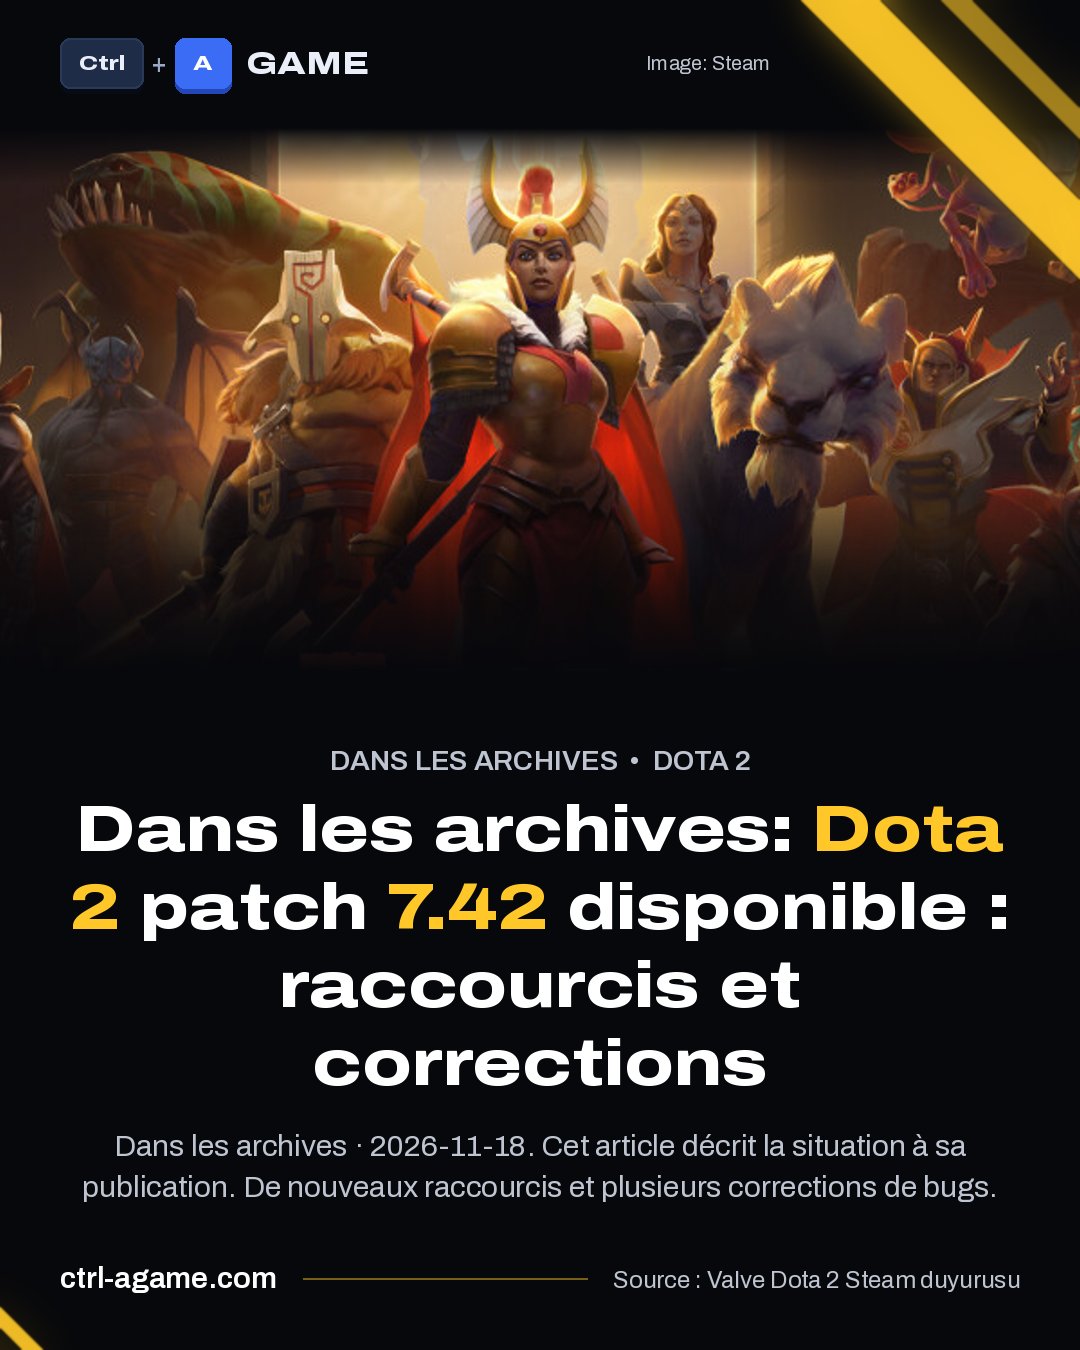 Ctrl + A GAME
Image: Steam
DANS LES ARCHIVES • DOTA 2
Dans les archives: Dota
2 patch 7.42 disponible :
raccourcis et
corrections
Dans les archives · 2026-11-18. Cet article décrit la situation à sa
publication. De nouveaux raccourcis et plusieurs corrections de bugs.
ctrl-agame.com
Source : Valve Dota 2 Steam duyurusu